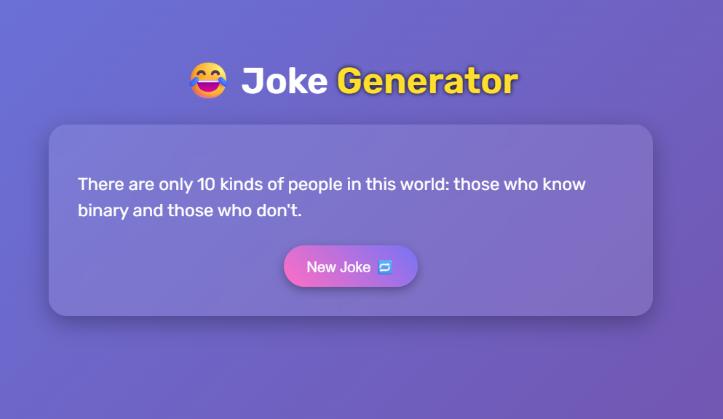 😂 Joke Generator
There are only 10 kinds of people in this world: those who know
binary and those who don't.
New Joke 🔁